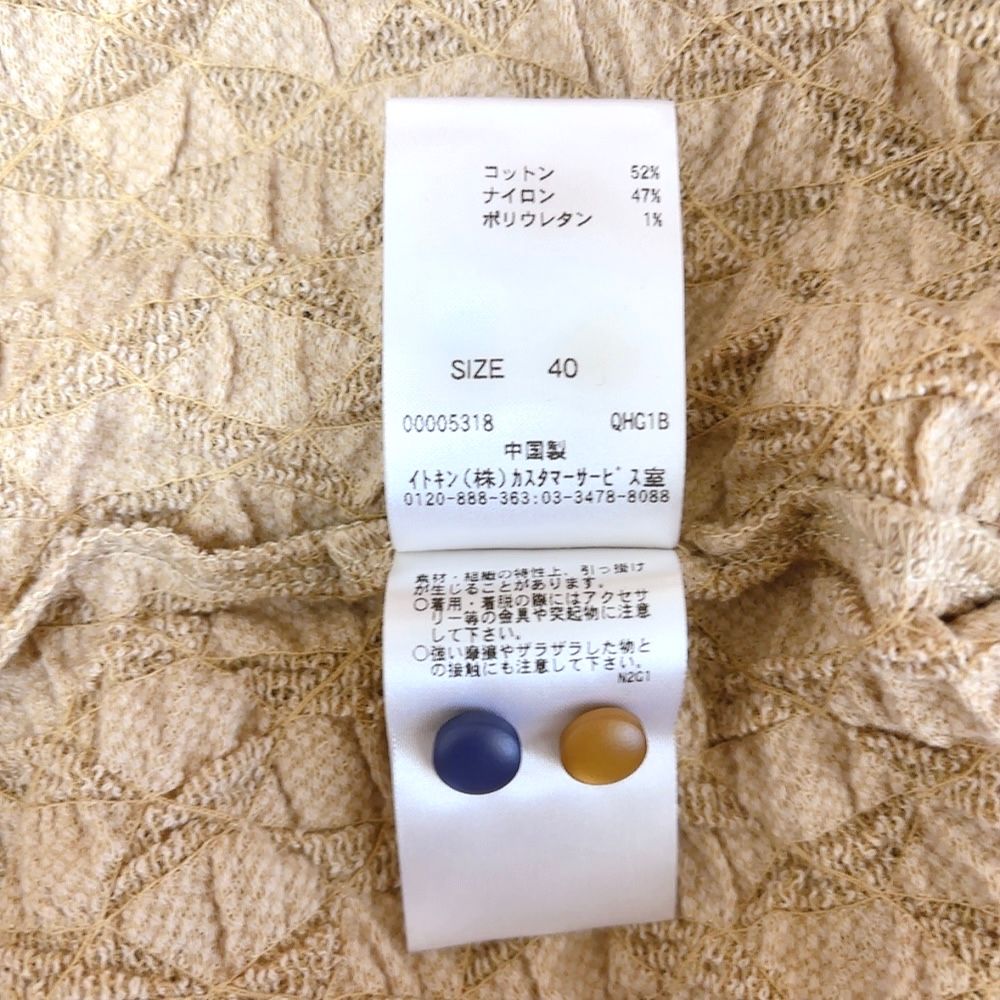 コットン 52%
ナイロン 47%
ポリウレタン 1%
SIZE 40
00005318 QHG1B
中国製
イトキン(株)カスタマーサービス室
0120-888-363:03-3478-8088
素材・組織の特性上、引っ掛け
が生じることがあります。
○着用・着脱の際にはアクセサ
リー等の金具や突起物に注意
して下さい。
○強い摩擦やザラザラした物と
の接触にも注意して下さい。
N2G1